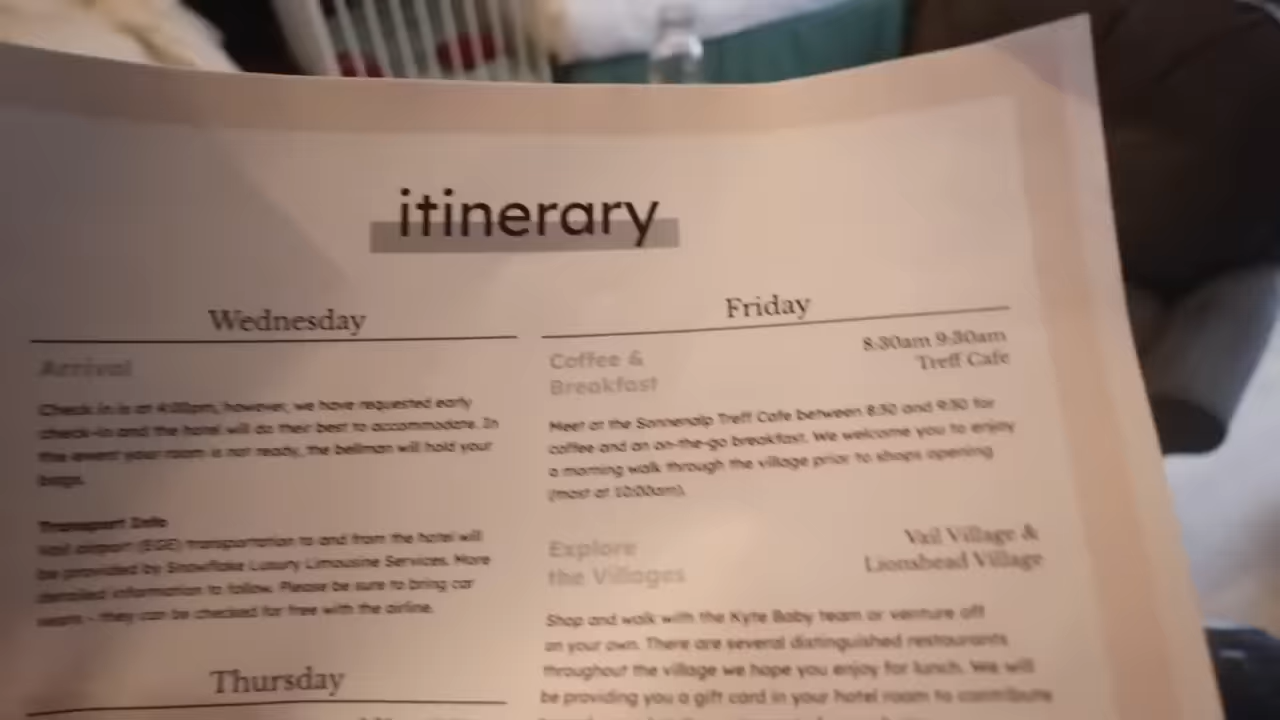 itinerary
Wednesday
Arrival
Check in is at 4:00pm, however, we have requested early
check-in and the hotel will do their best to accommodate. In
the event your room is not ready, the bellman will hold your
bags.
Transport Info
Vail airport (EGE) transportation to and from the hotel will
be provided by Snowflake Luxury Limousine Services. More
detailed information to follow. Please be sure to bring car
seats - they can be checked for free with the airline.
Thursday
Friday
Coffee &
Breakfast
8:30am 9:30am
Treff Cafe
Meet at the Sonnenalp Treff Cafe between 8:30 and 9:30 for
coffee and an on-the-go breakfast. We welcome you to enjoy
a morning walk through the village prior to shops opening
(most at 10:00am).
Explore
the Villages
Vail Village &
Lionshead Village
Shop and walk with the Kyte Baby team or venture off
on your own. There are several distinguished restaurants
throughout the village we hope you enjoy for lunch. We will
be providing you a gift card in your hotel room to contribute